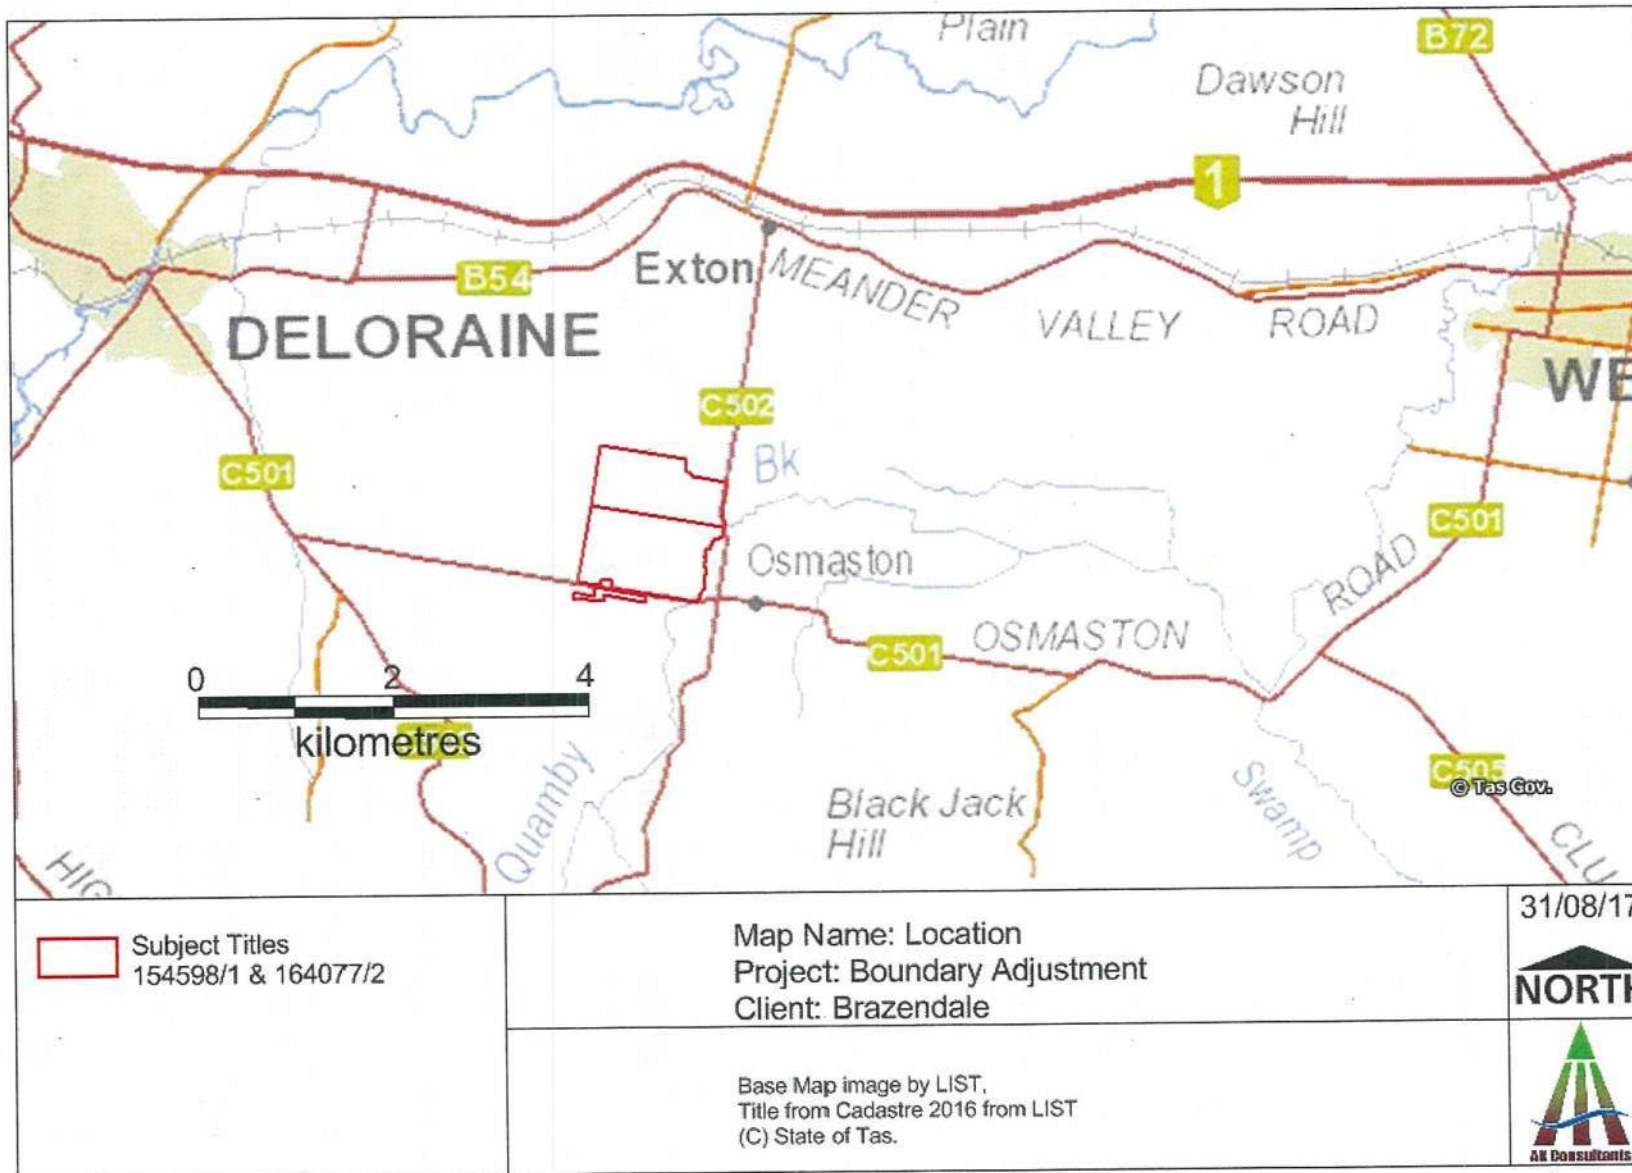 Plain
B72
Dawson
Hill
1
B54
Exton
MEANDER
VALLEY
ROAD
DELORAINE
WE
C502
C501
Bk
C501
Osmaston
ROAD
OSMASTON
C501
0 2 4
kilometres
Quamby
Black Jack
Hill
Swamp
C505
© Tas Gov.
HIG
CLU
Subject Titles
154598/1 & 164077/2
Map Name: Location
Project: Boundary Adjustment
Client: Brazendale
Base Map image by LIST,
Title from Cadastre 2016 from LIST
(C) State of Tas.
31/08/17
NORTH
AK Consultants